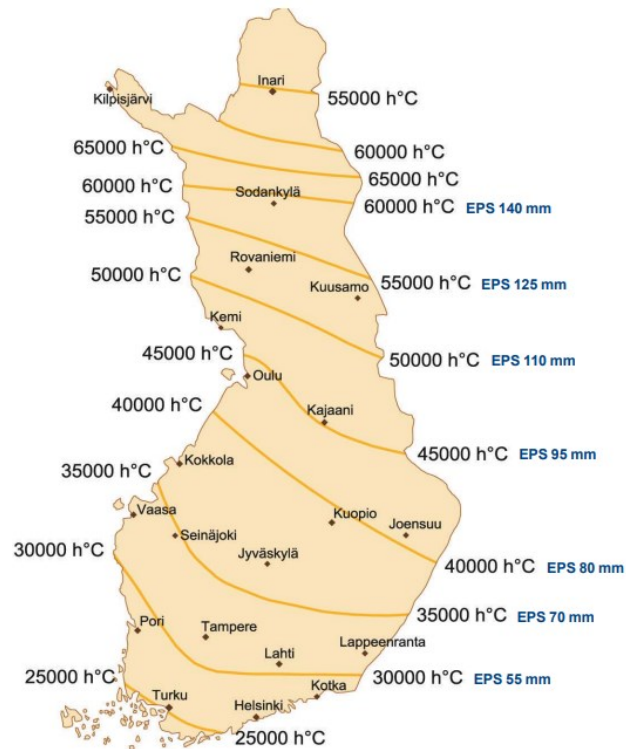 Inari
55000 h°C
Kilpisjärvi
65000 h°C
60000 h°C
65000 h°C
60000 h°C
Sodankylä
60000 h°C EPS 140 mm
55000 h°C
Rovaniemi
50000 h°C
Kuusamo
55000 h°C EPS 125 mm
Kemi
45000 h°C
50000 h°C EPS 110 mm
Oulu
40000 h°C
Kajaani
45000 h°C EPS 95 mm
Kokkola
35000 h°C
Vaasa
Kuopio
Joensuu
30000 h°C
Seinäjoki
Jyväskylä
40000 h°C EPS 80 mm
35000 h°C EPS 70 mm
Pori
Tampere
Lappeenranta
Lahti
25000 h°C
30000 h°C EPS 55 mm
Turku
Kotka
Helsinki
25000 h°C